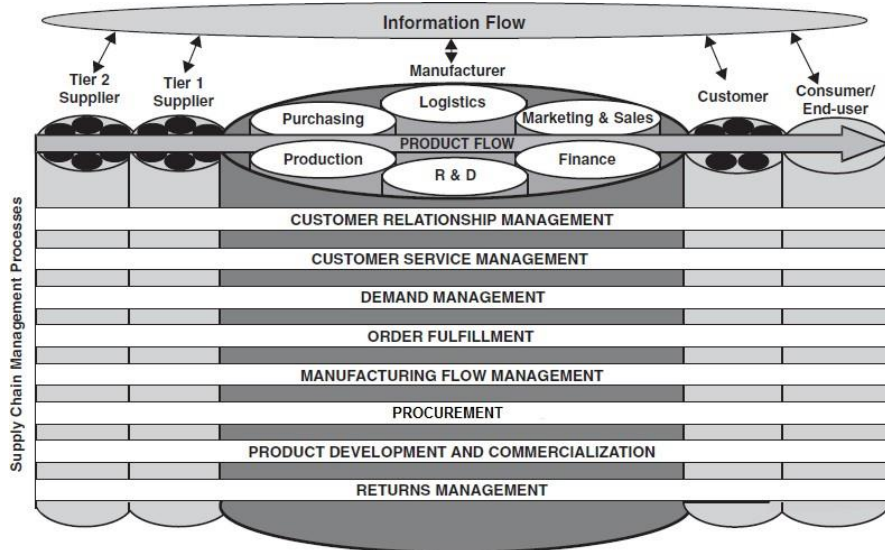 Information Flow
Tier 2
Supplier
Tier 1
Supplier
Manufacturer
Customer
Consumer/
End-user
Logistics
Purchasing
Marketing & Sales
PRODUCT FLOW
Production
Finance
R & D
Supply Chain Management Processes
CUSTOMER RELATIONSHIP MANAGEMENT
CUSTOMER SERVICE MANAGEMENT
DEMAND MANAGEMENT
ORDER FULFILLMENT
MANUFACTURING FLOW MANAGEMENT
PROCUREMENT
PRODUCT DEVELOPMENT AND COMMERCIALIZATION
RETURNS MANAGEMENT